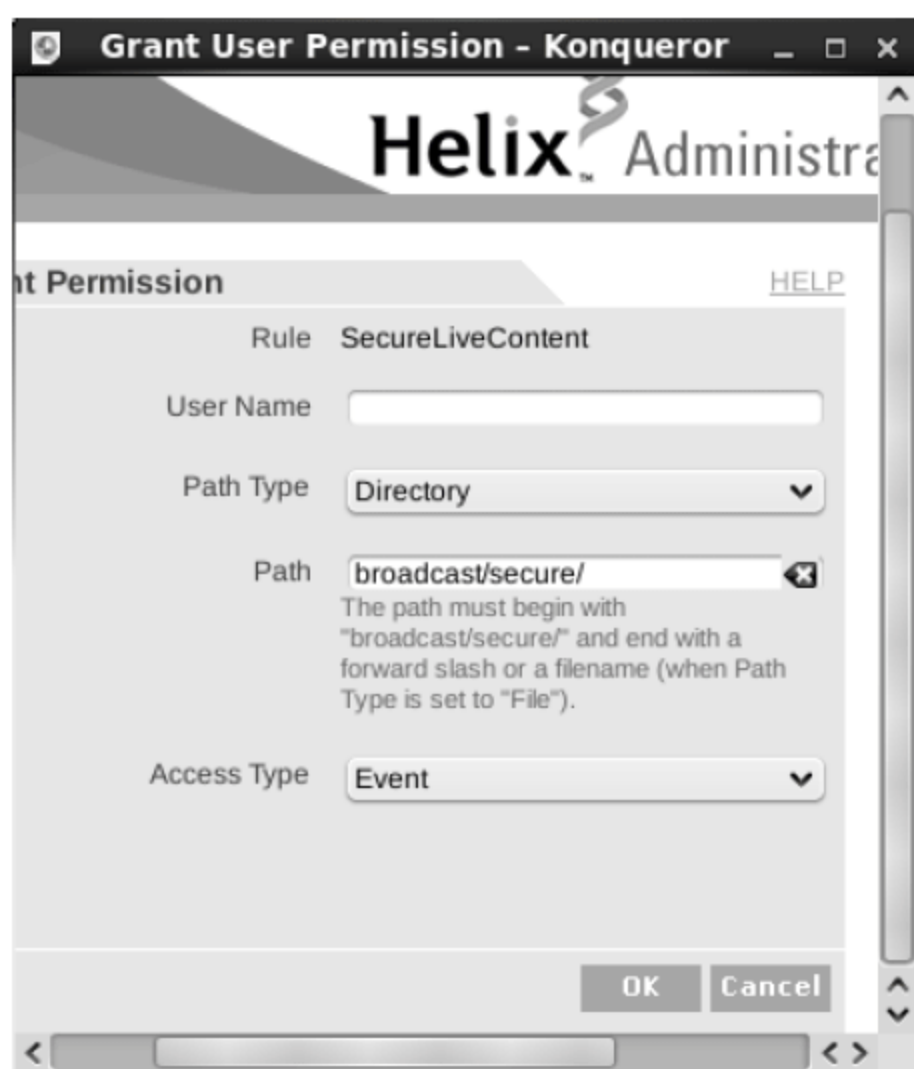 Grant User Permission – Konqueror
Helix™ Administra
nt Permission
HELP
Rule SecureLiveContent
User Name
Path Type Directory
Path broadcast/secure/
The path must begin with
"broadcast/secure/" and end with a
forward slash or a filename (when Path
Type is set to "File").
Access Type Event
OK Cancel